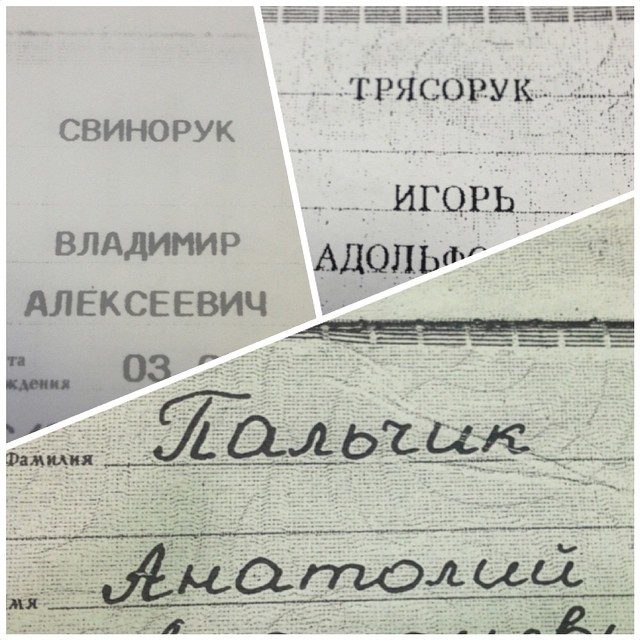 СВИНОРУК
ВЛАДИМИР
АЛЕКСЕЕВИЧ
03
ТРЯСОРУК
ИГОРЬ
Фамилия
Пальчик
Анатолий